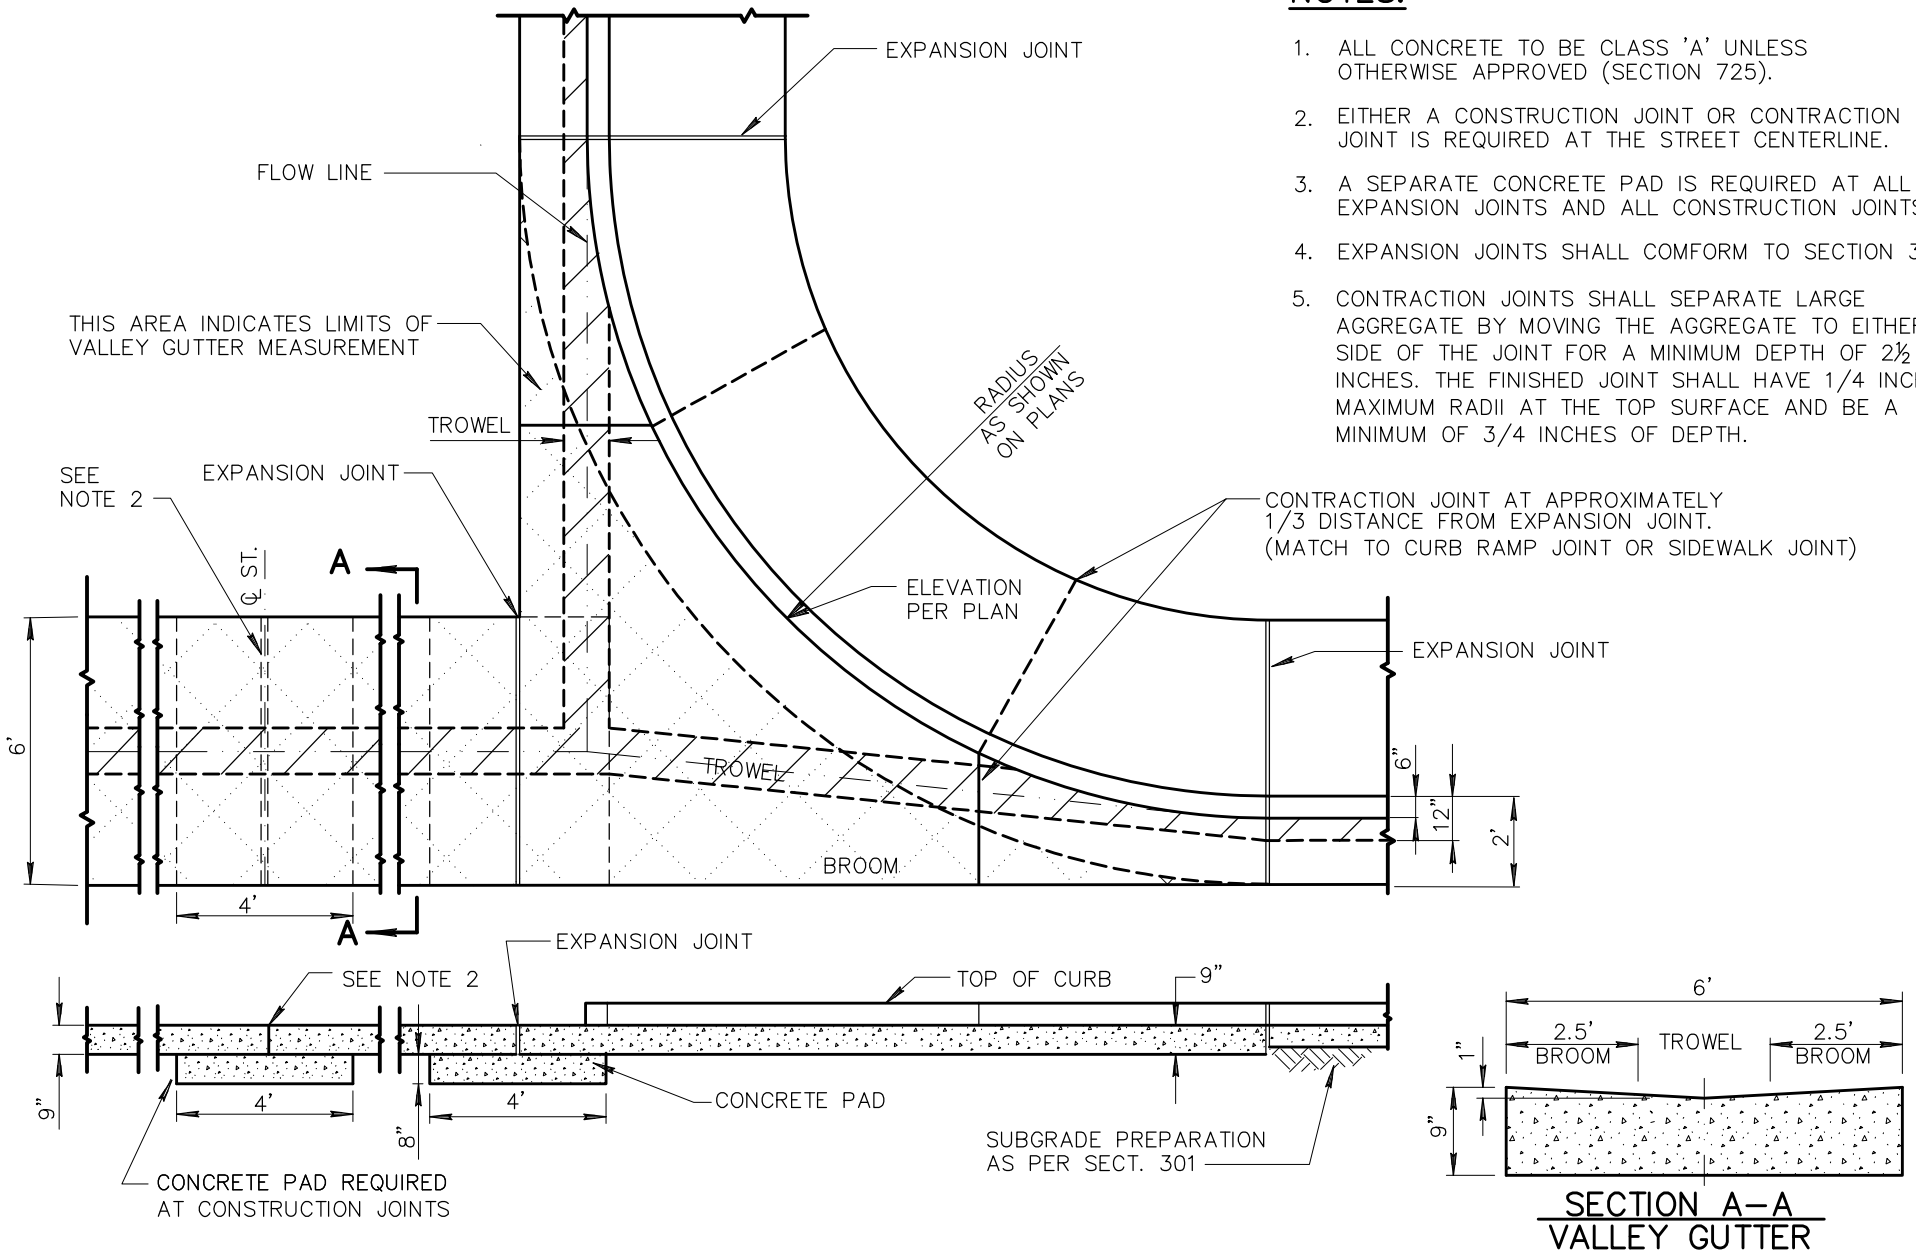 NOTES:
1. ALL CONCRETE TO BE CLASS 'A' UNLESS
OTHERWISE APPROVED (SECTION 725).
2. EITHER A CONSTRUCTION JOINT OR CONTRACTION
JOINT IS REQUIRED AT THE STREET CENTERLINE.
3. A SEPARATE CONCRETE PAD IS REQUIRED AT ALL
EXPANSION JOINTS AND ALL CONSTRUCTION JOINTS
4. EXPANSION JOINTS SHALL COMFORM TO SECTION 3
5. CONTRACTION JOINTS SHALL SEPARATE LARGE
AGGREGATE BY MOVING THE AGGREGATE TO EITHER
SIDE OF THE JOINT FOR A MINIMUM DEPTH OF 2½
INCHES. THE FINISHED JOINT SHALL HAVE 1/4 INC
MAXIMUM RADII AT THE TOP SURFACE AND BE A
MINIMUM OF 3/4 INCHES OF DEPTH.
EXPANSION JOINT
FLOW LINE
THIS AREA INDICATES LIMITS OF
VALLEY GUTTER MEASUREMENT
RADIUS
AS SHOWN
ON PLANS
TROWEL
SEE
NOTE 2
EXPANSION JOINT
CONTRACTION JOINT AT APPROXIMATELY
1/3 DISTANCE FROM EXPANSION JOINT.
(MATCH TO CURB RAMP JOINT OR SIDEWALK JOINT)
A
℄ ST.
ELEVATION
PER PLAN
EXPANSION JOINT
6'
TROWEL
6"
12"
2'
BROOM
4'
A
EXPANSION JOINT
SEE NOTE 2
TOP OF CURB
9"
9"
4'
8"
4'
CONCRETE PAD
SUBGRADE PREPARATION
AS PER SECT. 301
CONCRETE PAD REQUIRED
AT CONSTRUCTION JOINTS
6'
2.5'
BROOM
TROWEL
2.5'
BROOM
1"
9"
SECTION A-A
VALLEY GUTTER